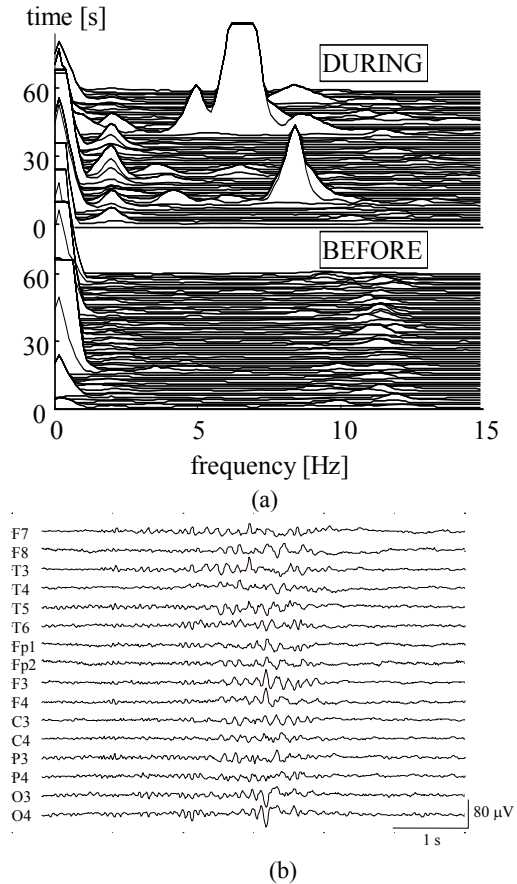 time [s]
DURING
60
30
0
BEFORE
60
30
0
0 5 10 15
frequency [Hz]
(a)
F7
F8
T3
T4
T5
T6
Fp1
Fp2
F3
F4
C3
C4
P3
P4
O3
O4
80 μV
1 s
(b)